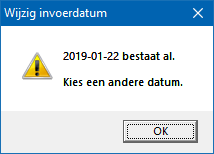 Wijzig invoerdatum
2019-01-22 bestaat al.
Kies een andere datum.
OK